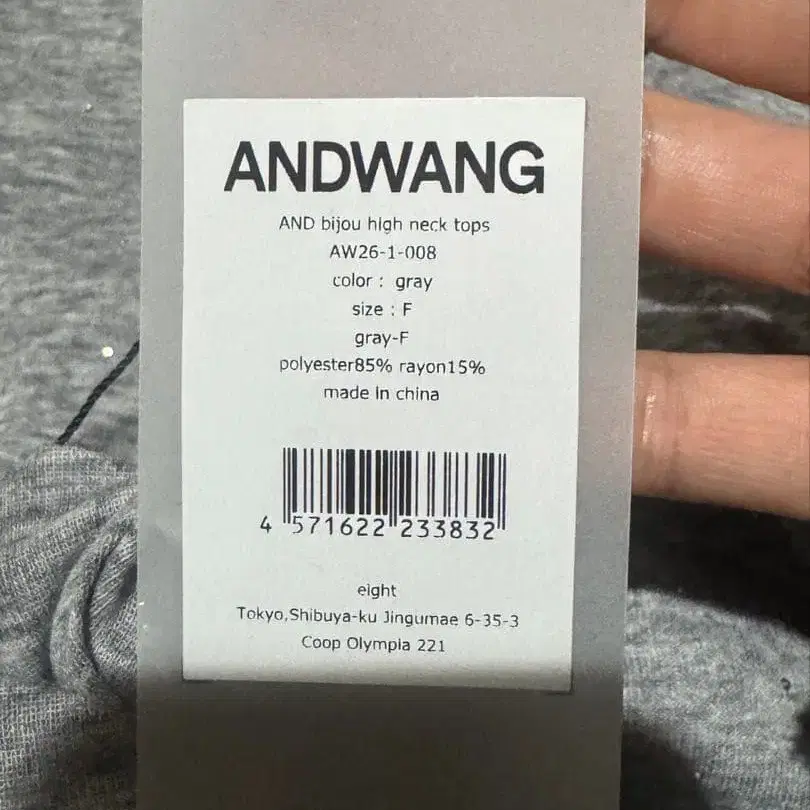 ANDWANG
AND bijou high neck tops
AW26-1-008
color : gray
size : F
gray-F
polyester85% rayon15%
made in china
4 571622 233832
eight
Tokyo,Shibuya-ku Jingumae 6-35-3
Coop Olympia 221